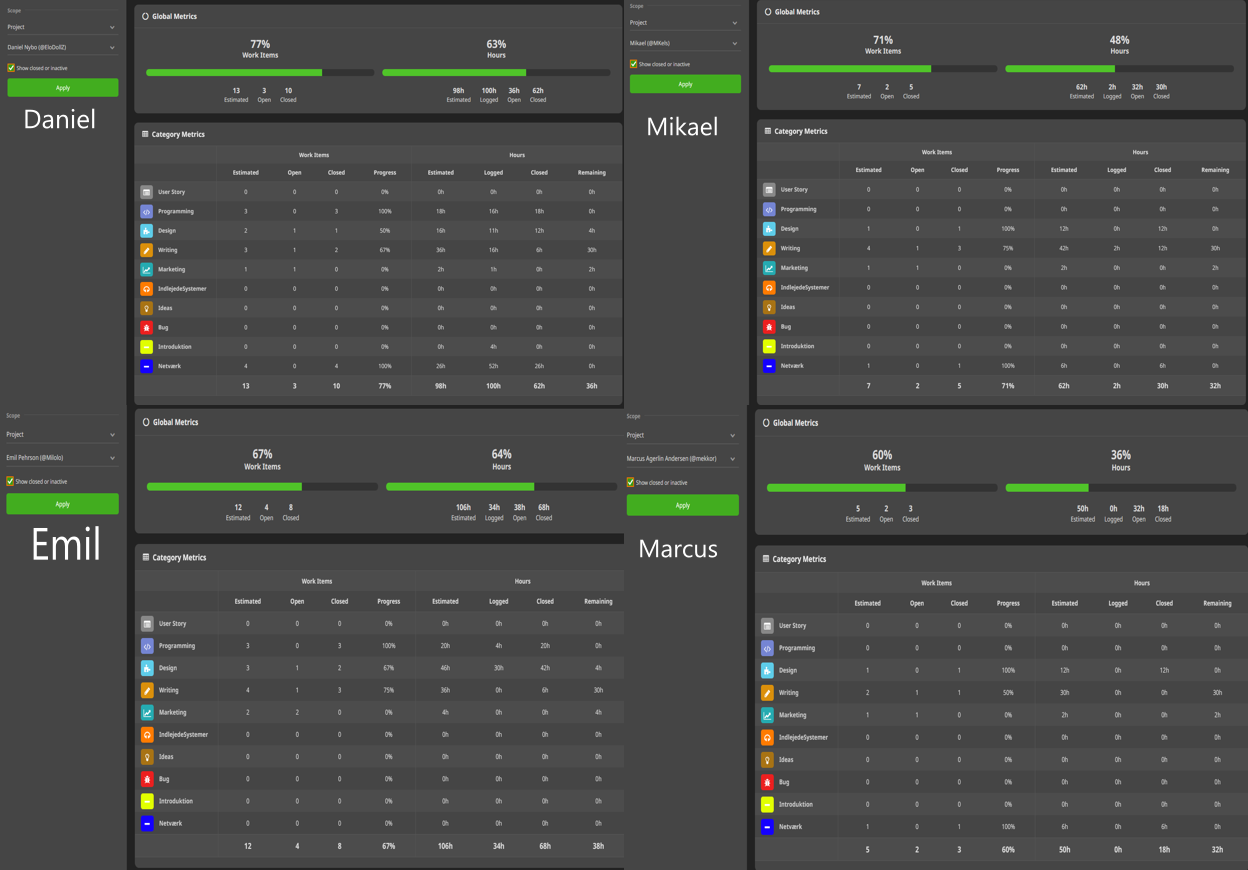 Scope
Project
Daniel Nybo (@EloDoll2)
Show closed or inactive
Apply
Daniel
Global Metrics
77% 63%
Work Items Hours
13 3 10 98h 100h 36h 62h
Estimated Open Closed Estimated Logged Open Closed
Category Metrics
Work Items Hours
Estimated Open Closed Progress Estimated Logged Closed Remaining
User Story 0 0 0 0% 0h 0h 0h 0h
Programming 3 0 3 100% 18h 16h 18h 0h
Design 2 1 1 50% 16h 11h 12h 4h
Writing 3 1 2 67% 36h 16h 6h 30h
Marketing 1 1 0 0% 2h 1h 0h 2h
IndlejedeSystemer 0 0 0 0% 0h 0h 0h 0h
Ideas 0 0 0 0% 0h 0h 0h 0h
Bug 0 0 0 0% 0h 0h 0h 0h
Introduktion 0 0 0 0% 0h 4h 0h 0h
Netværk 4 0 4 100% 26h 52h 26h 0h
13 3 10 77% 98h 100h 62h 36h
Scope
Project
Mikael (@MKels)
Show closed or inactive
Apply
Mikael
Global Metrics
71% 48%
Work Items Hours
7 2 5 62h 2h 32h 30h
Estimated Open Closed Estimated Logged Open Closed
Category Metrics
Work Items Hours
Estimated Open Closed Progress Estimated Logged Closed Remaining
User Story 0 0 0 0% 0h 0h 0h 0h
Programming 0 0 0 0% 0h 0h 0h 0h
Design 1 0 1 100% 12h 0h 12h 0h
Writing 4 1 3 75% 42h 2h 12h 30h
Marketing 1 1 0 0% 2h 0h 0h 2h
IndlejedeSystemer 0 0 0 0% 0h 0h 0h 0h
Ideas 0 0 0 0% 0h 0h 0h 0h
Bug 0 0 0 0% 0h 0h 0h 0h
Introduktion 0 0 0 0% 0h 0h 0h 0h
Netværk 1 0 1 100% 6h 0h 6h 0h
7 2 5 71% 62h 2h 30h 32h
Scope
Project
Emil Pehrson (@Milolo)
Show closed or inactive
Apply
Emil
Global Metrics
67% 64%
Work Items Hours
12 4 8 106h 34h 38h 68h
Estimated Open Closed Estimated Logged Open Closed
Category Metrics
Work Items Hours
Estimated Open Closed Progress Estimated Logged Closed Remaining
User Story 0 0 0 0% 0h 0h 0h 0h
Programming 3 0 3 100% 20h 4h 20h 0h
Design 3 1 2 67% 46h 30h 42h 4h
Writing 4 1 3 75% 36h 0h 6h 30h
Marketing 2 2 0 0% 4h 0h 0h 4h
IndlejedeSystemer 0 0 0 0% 0h 0h 0h 0h
Ideas 0 0 0 0% 0h 0h 0h 0h
Bug 0 0 0 0% 0h 0h 0h 0h
Introduktion 0 0 0 0% 0h 0h 0h 0h
Netværk 0 0 0 0% 0h 0h 0h 0h
12 4 8 67% 106h 34h 68h 38h
Scope
Project
Marcus Agerlin Andersen (@mekkor)
Show closed or inactive
Apply
Marcus
Global Metrics
60% 36%
Work Items Hours
5 2 3 50h 0h 32h 18h
Estimated Open Closed Estimated Logged Open Closed
Category Metrics
Work Items Hours
Estimated Open Closed Progress Estimated Logged Closed Remaining
User Story 0 0 0 0% 0h 0h 0h 0h
Programming 0 0 0 0% 0h 0h 0h 0h
Design 1 0 1 100% 12h 0h 12h 0h
Writing 2 1 1 50% 30h 0h 0h 30h
Marketing 1 1 0 0% 2h 0h 0h 2h
IndlejedeSystemer 0 0 0 0% 0h 0h 0h 0h
Ideas 0 0 0 0% 0h 0h 0h 0h
Bug 0 0 0 0% 0h 0h 0h 0h
Introduktion 0 0 0 0% 0h 0h 0h 0h
Netværk 1 0 1 100% 6h 0h 6h 0h
5 2 3 60% 50h 0h 18h 32h